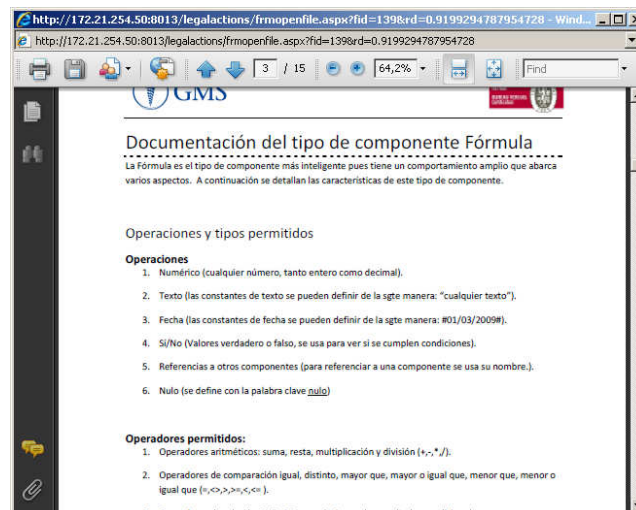 http://172.21.254.50:8013/legalactions/frmopenfile.aspx?fid=139&rd=0.9199294787954728 - Wind...
http://172.21.254.50:8013/legalactions/frmopenfile.aspx?fid=139&rd=0.9199294787954728
3 / 15 64,2% Find
GMS
Documentación del tipo de componente Fórmula
La Fórmula es el tipo de componente más inteligente pues tiene un comportamiento amplio que abarca
varios aspectos. A continuación se detallan las características de este tipo de componente.
Operaciones y tipos permitidos
Operaciones
1. Numérico (cualquier número, tanto entero como decimal).
2. Texto (las constantes de texto se pueden definir de la sgte manera: “cualquier texto”).
3. Fecha (las constantes de fecha se pueden definir de la sgte manera: #01/03/2009#).
4. Si/No (Valores verdadero o falso, se usa para ver si se cumplen condiciones).
5. Referencias a otros componentes (para referenciar a una componente se usa su nombre.).
6. Nulo (se define con la palabra clave nulo)
Operadores permitidos:
1. Operadores aritméticos: suma, resta, multiplicación y división (+,-,*,/).
2. Operadores de comparación igual, distinto, mayor que, mayor o igual que, menor que, menor o
igual que (=,<>,>,>=,<,<= ).